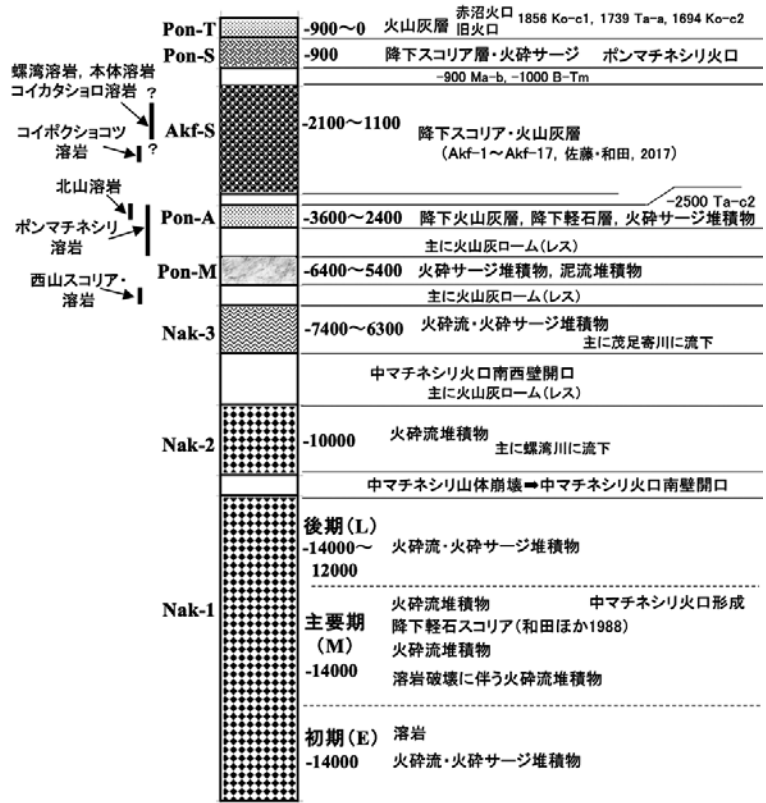 Pon-T -900～0 火山灰層 赤沼火口 1856 Ko-c1, 1739 Ta-a, 1694 Ko-c2
旧火口
Pon-S -900 降下スコリア層・火砕サージ ポンマチネシリ火口
-900 Ma-b, -1000 B-Tm
螺湾溶岩, 本体溶岩 ?
コイカタショロ溶岩
Akf-S -2100～1100 降下スコリア・火山灰層
(Akf-1～Akf-17, 佐藤・和田, 2017)
コイポクショコツ ?
溶岩
-2500 Ta-c2
北山溶岩
Pon-A -3600～2400 降下火山灰層, 降下軽石層, 火砕サージ堆積物
ポンマチネシリ
溶岩
主に火山灰ローム(レス)
Pon-M -6400～5400 火砕サージ堆積物, 泥流堆積物
西山スコリア・
溶岩
主に火山灰ローム(レス)
Nak-3 -7400～6300 火砕流・火砕サージ堆積物
主に茂足寄川に流下
中マチネシリ火口南西壁開口
主に火山灰ローム(レス)
Nak-2 -10000 火砕流堆積物
主に螺湾川に流下
中マチネシリ山体崩壊➡中マチネシリ火口南壁開口
Nak-1
後期(L)
-14000～ 火砕流・火砕サージ堆積物
12000
火砕流堆積物 中マチネシリ火口形成
主要期 降下軽石スコリア(和田ほか1988)
(M) 火砕流堆積物
-14000 溶岩破壊に伴う火砕流堆積物
初期(E) 溶岩
-14000 火砕流・火砕サージ堆積物